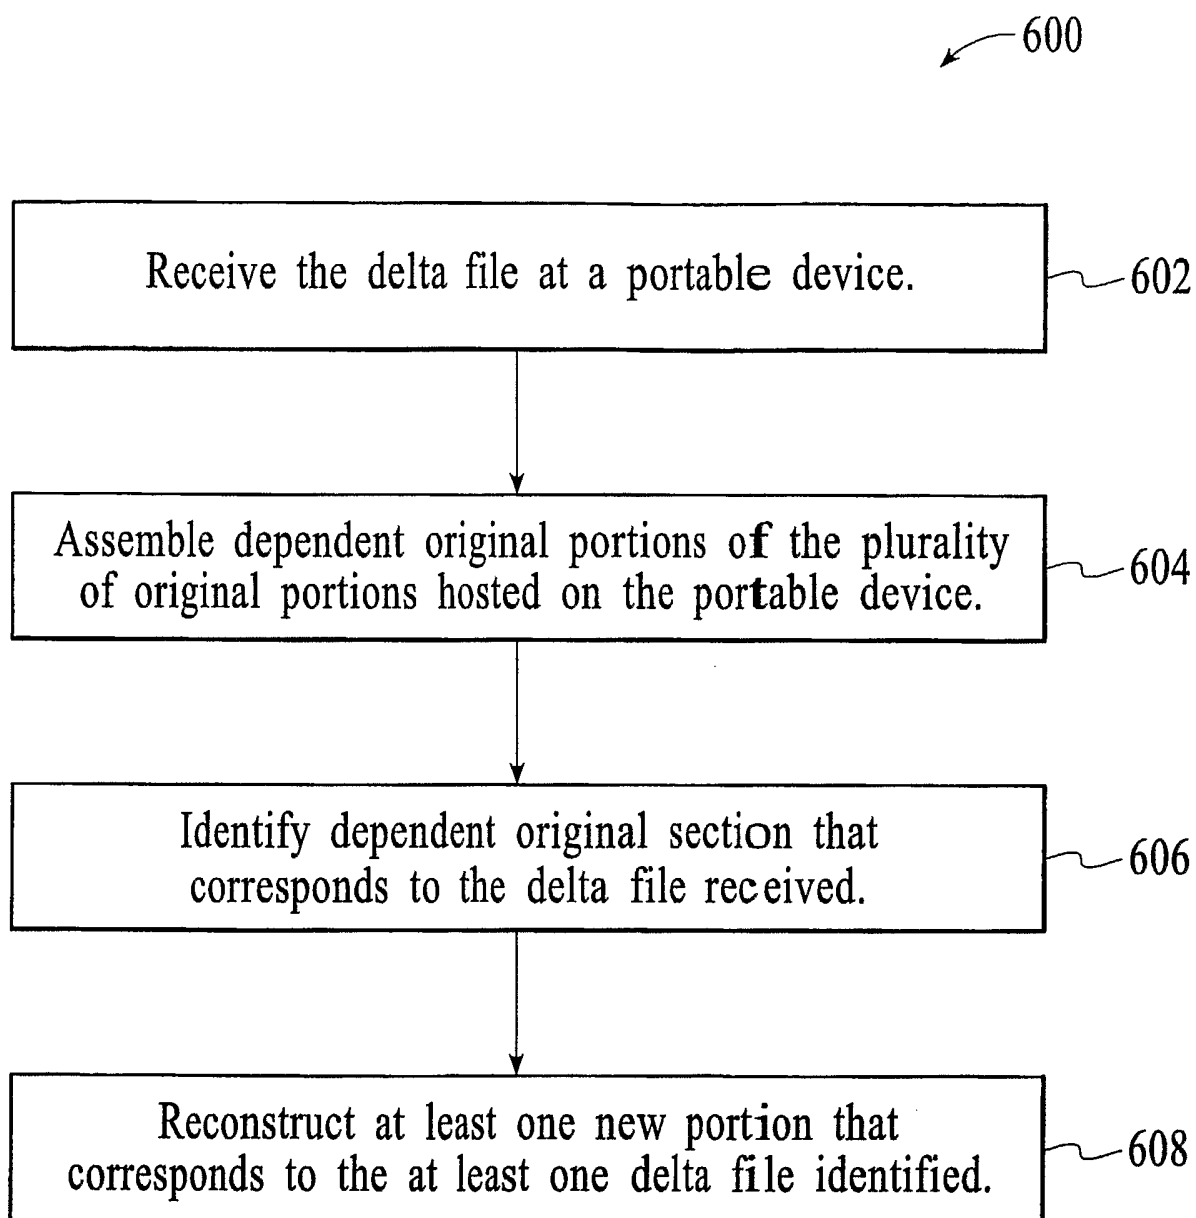 600
Receive the delta file at a portable device.
602
Assemble dependent original portions of the plurality
of original portions hosted on the portable device.
604
Identify dependent original section that
corresponds to the delta file received.
606
Reconstruct at least one new portion that
corresponds to the at least one delta file identified.
608